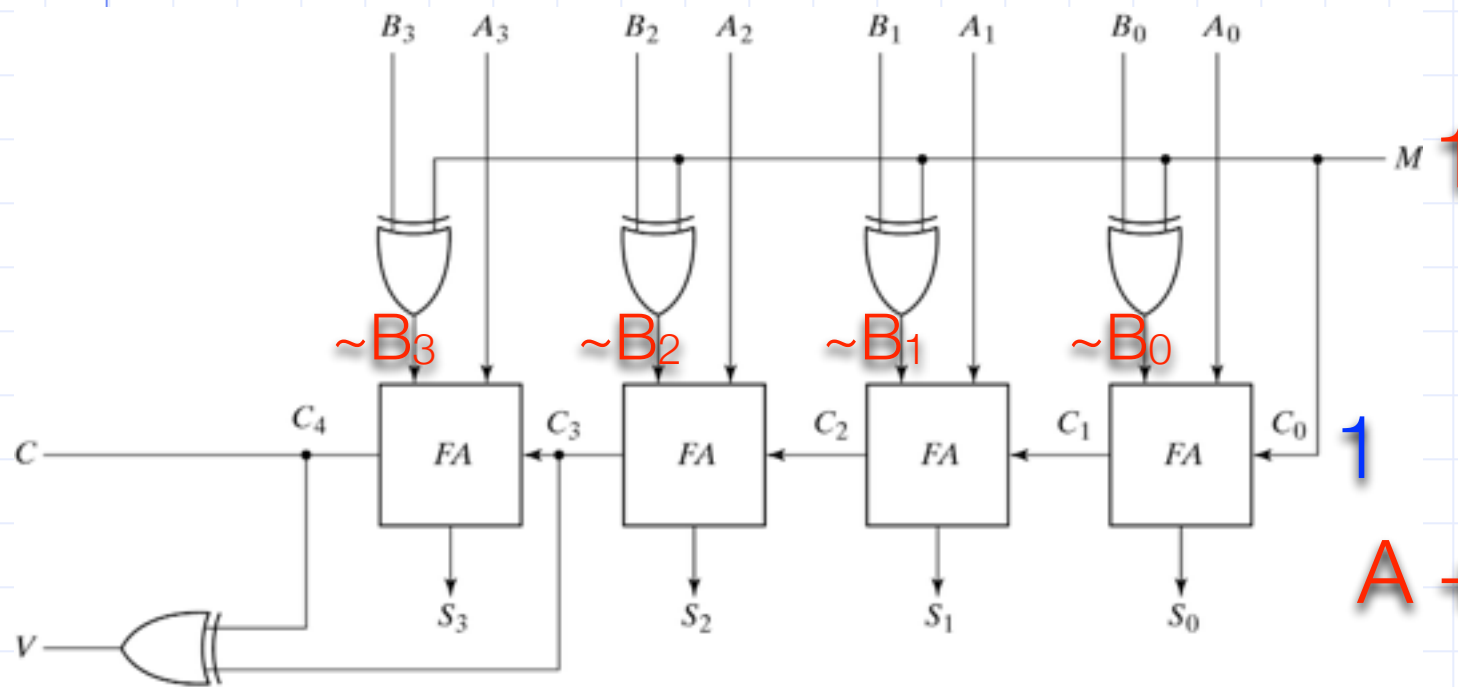 B3 A3 B2 A2 B1 A1 B0 A0
M 1
~B3 ~B2 ~B1 ~B0
C C4 FA C3 FA C2 FA C1 FA C0 1
A -
S3 S2 S1 S0
V